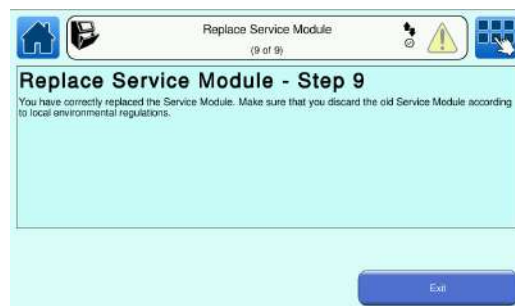 Replace Service Module
(9 of 9)
Replace Service Module - Step 9
You have correctly replaced the Service Module. Make sure that you discard the old Service Module according
to local environmental regulations.
Exit